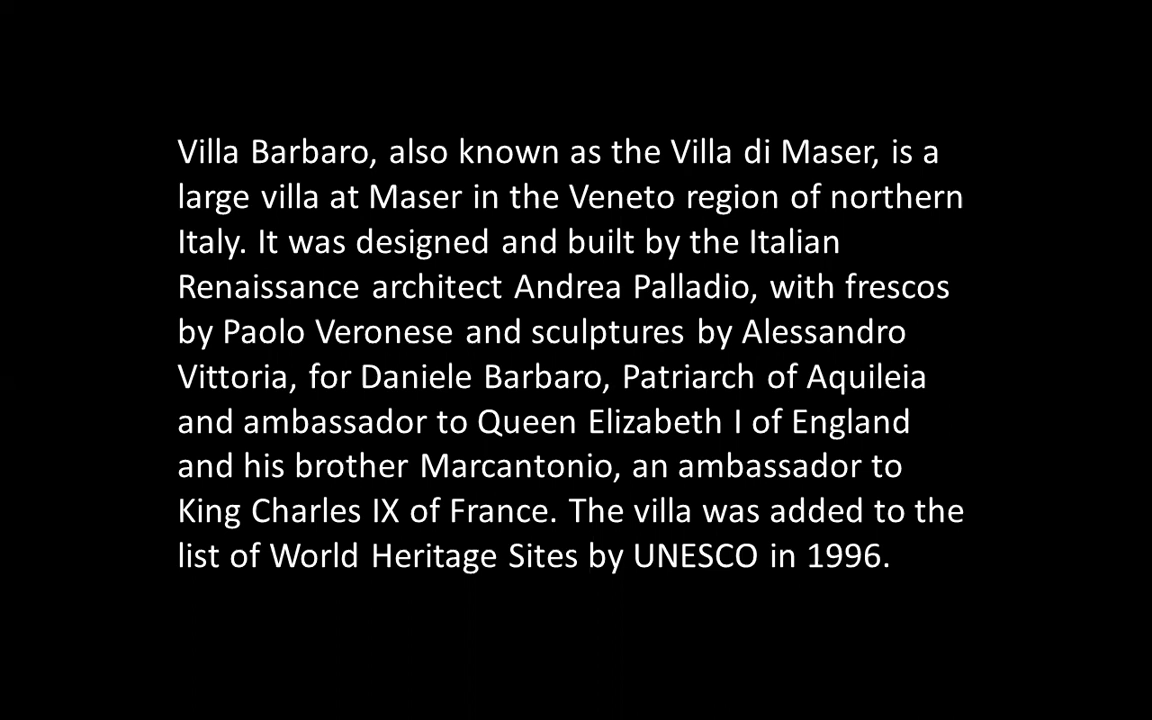 Villa Barbaro, also known as the Villa di Maser, is a
large villa at Maser in the Veneto region of northern
Italy. It was designed and built by the Italian
Renaissance architect Andrea Palladio, with frescos
by Paolo Veronese and sculptures by Alessandro
Vittoria, for Daniele Barbaro, Patriarch of Aquileia
and ambassador to Queen Elizabeth I of England
and his brother Marcantonio, an ambassador to
King Charles IX of France. The villa was added to the
list of World Heritage Sites by UNESCO in 1996.